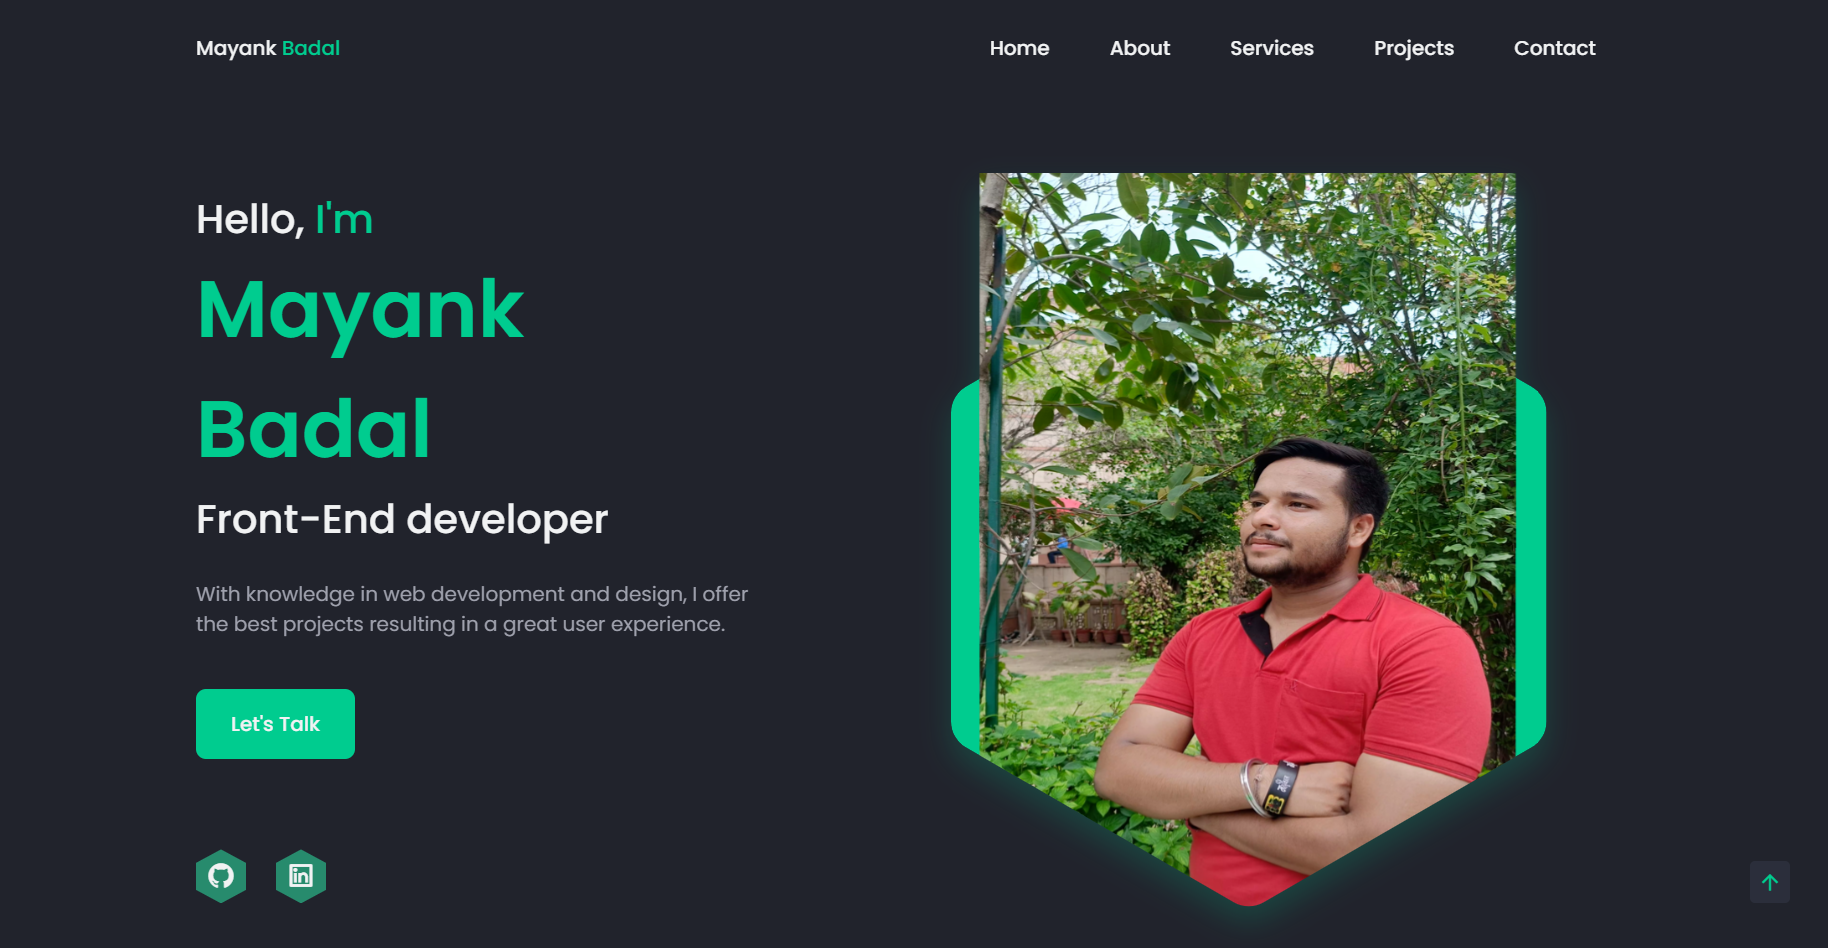 Mayank Badal
Home About Services Projects Contact
Hello, I'm
Mayank
Badal
Front-End developer
With knowledge in web development and design, I offer
the best projects resulting in a great user experience.
Let's Talk
in